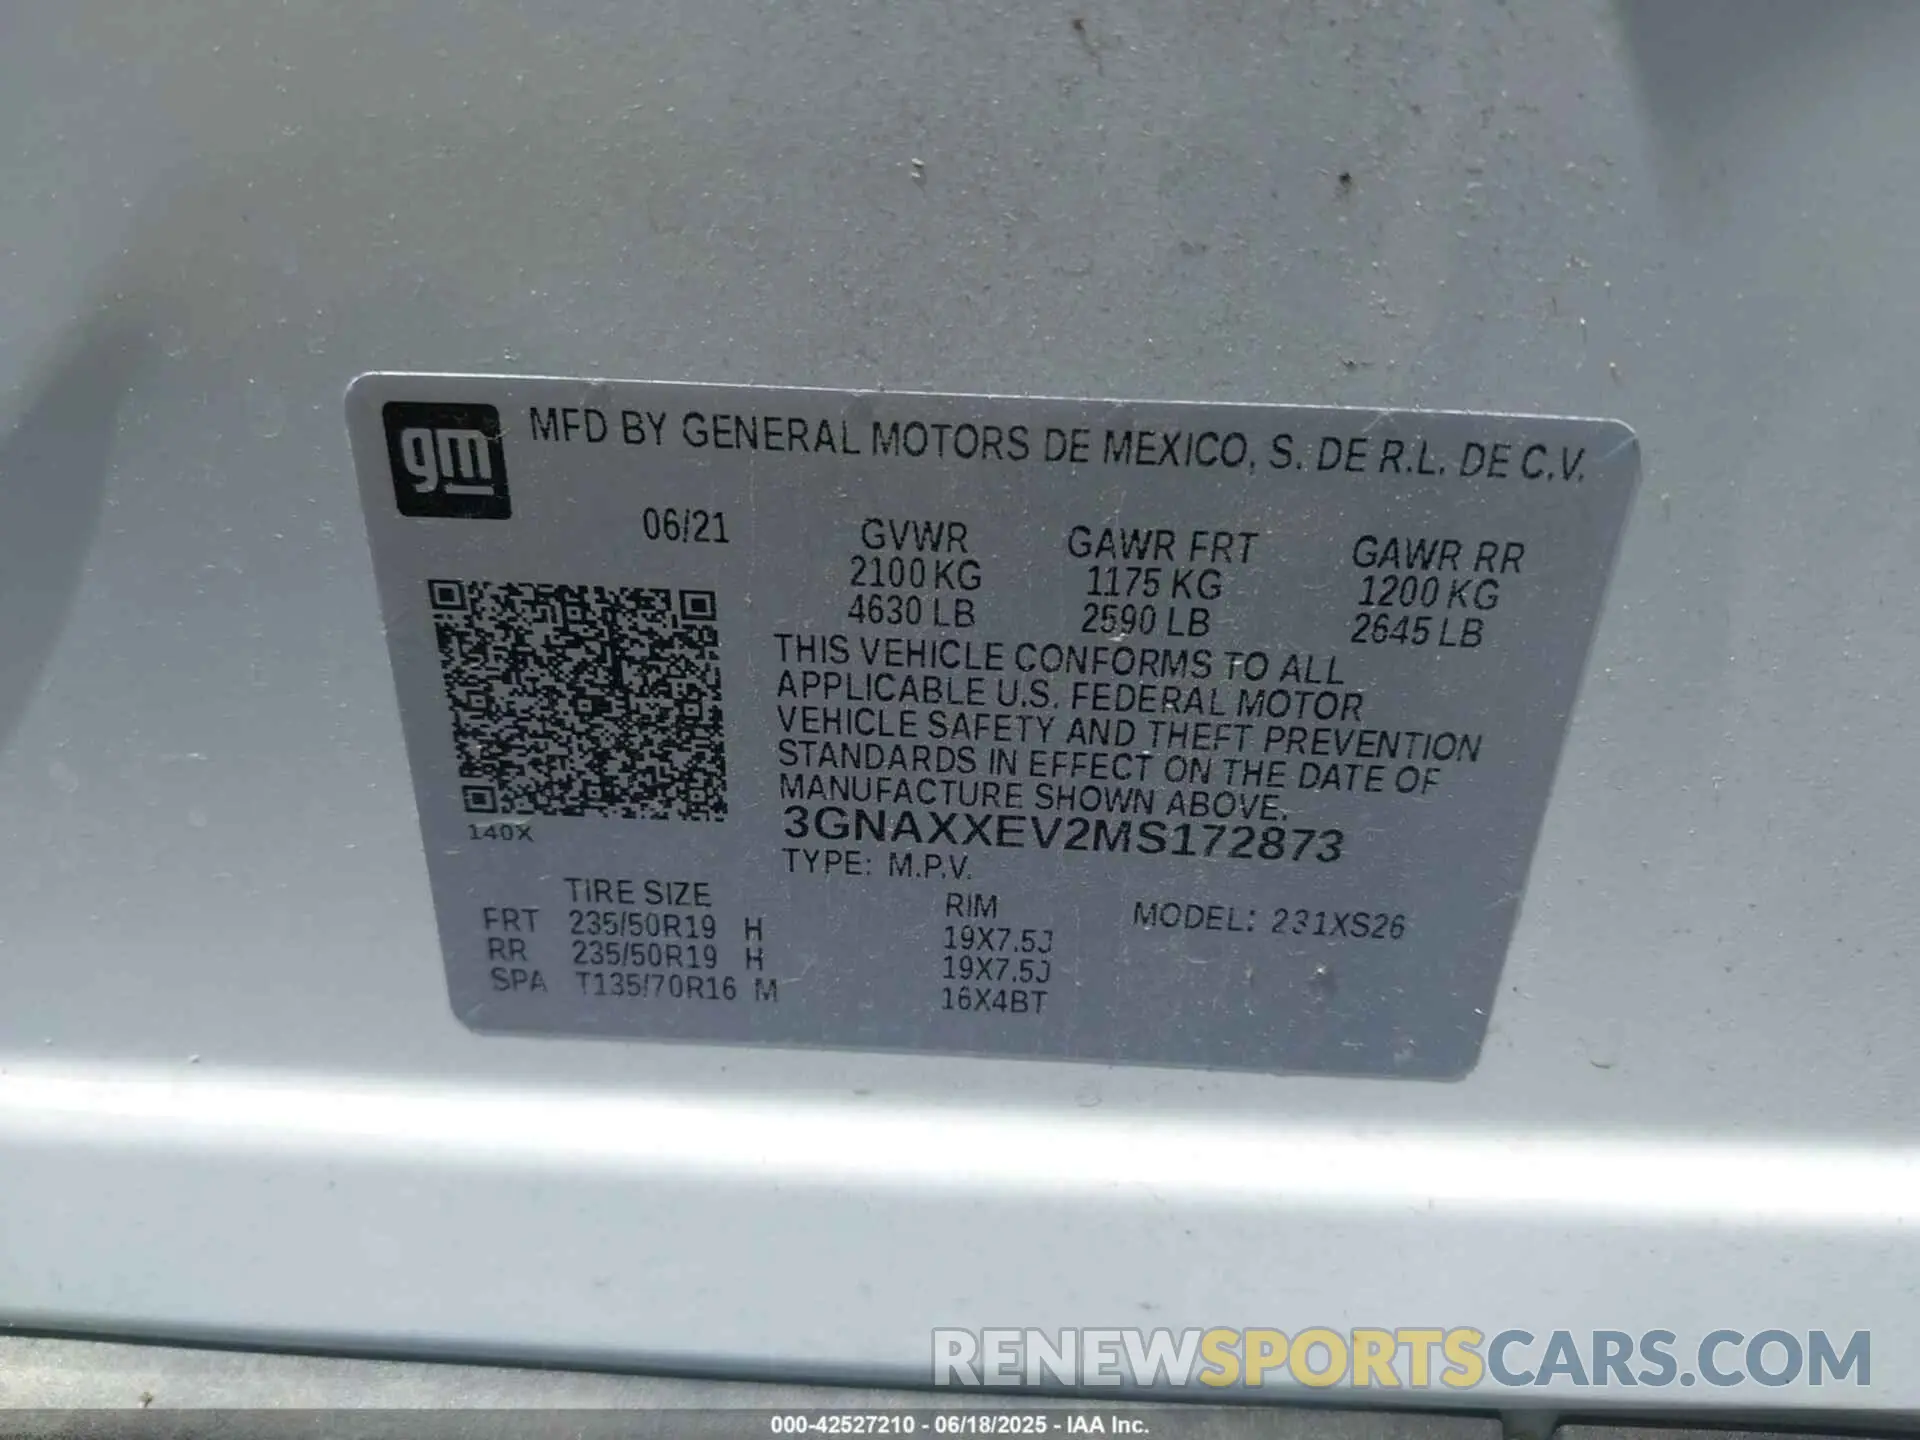 gm MFD BY GENERAL MOTORS DE MEXICO, S. DE R.L. DE C.V.
06/21 GVWR GAWR FRT GAWR RR
2100 KG 1175 KG 1200 KG
4630 LB 2590 LB 2645 LB
THIS VEHICLE CONFORMS TO ALL
APPLICABLE U.S. FEDERAL MOTOR
VEHICLE SAFETY AND THEFT PREVENTION
STANDARDS IN EFFECT ON THE DATE OF
MANUFACTURE SHOWN ABOVE.
140X 3GNAXXEV2MS172873
TYPE: M.P.V.
TIRE SIZE RIM MODEL: 231XS26
FRT 235/50R19 H 19X7.5J
RR 235/50R19 H 19X7.5J
SPA T135/70R16 M 16X4BT
RENEWSPORTSCARS.COM
000-42527210 - 06/18/2025 - IAA Inc.